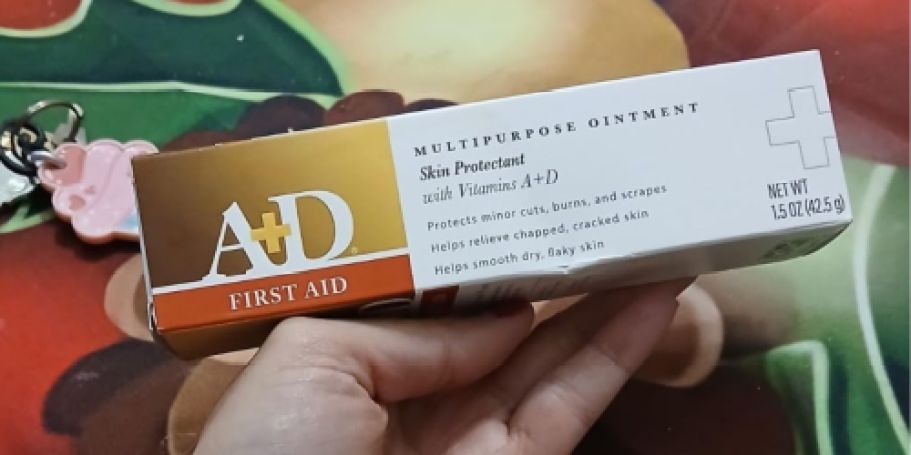 A+D®
FIRST AID
MULTIPURPOSE OINTMENT
Skin Protectant
with Vitamins A+D
Protects minor cuts, burns, and scrapes
Helps relieve chapped, cracked skin
Helps smooth dry, flaky skin
NET WT
1.5 OZ (42.5 g)